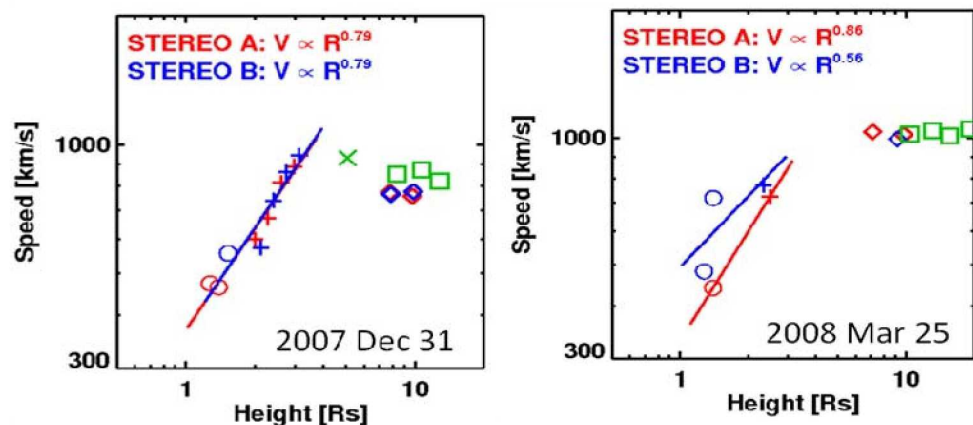 STEREO A: V ∝ R^0.79
STEREO B: V ∝ R^0.79
1000
300
Speed [km/s]
2007 Dec 31
1
10
Height [Rs]
STEREO A: V ∝ R^0.86
STEREO B: V ∝ R^0.56
1000
300
Speed [km/s]
2008 Mar 25
1
10
Height [Rs]